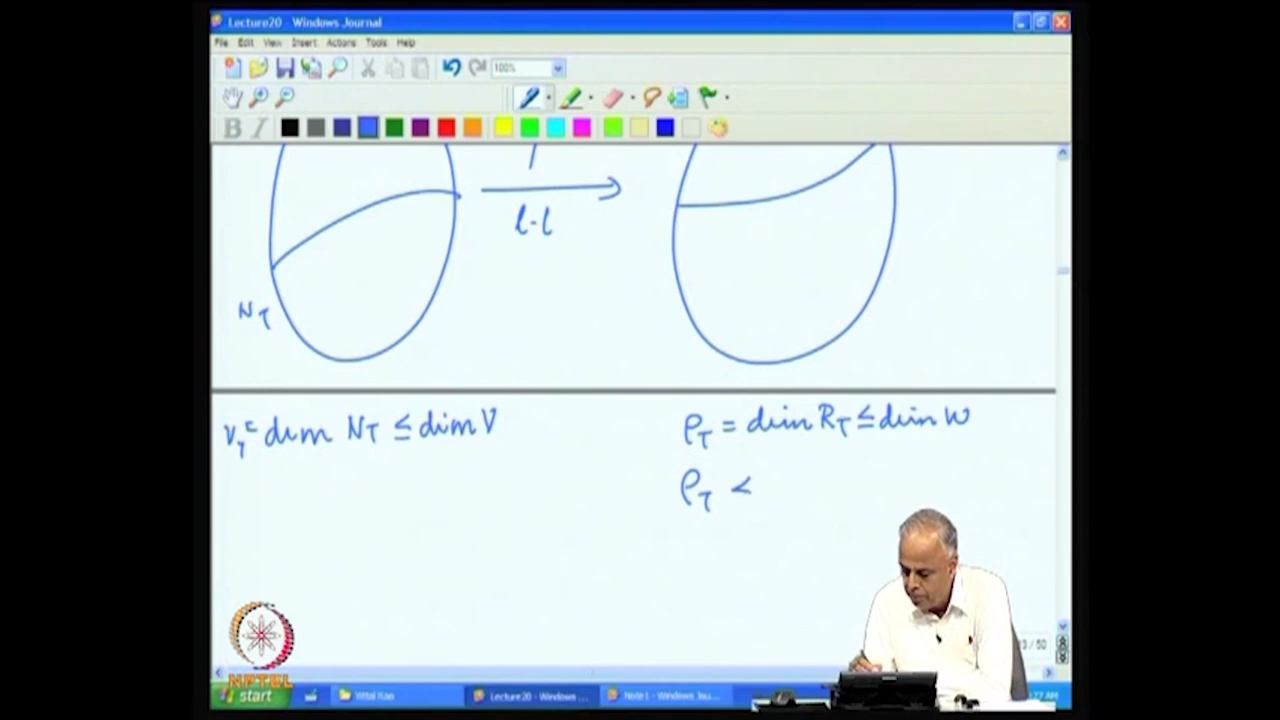 Lecture20 - Windows Journal
File Edit View Insert Actions Tools Help
100%
B I
1-1
N_T
ν_T = dim N_T ≤ dim V
ρ_T = dim R_T ≤ dim W
ρ_T <
NPTEL
start
Vittal Rao
Lecture20 - Windows ...
Note1 - Windows Jou...